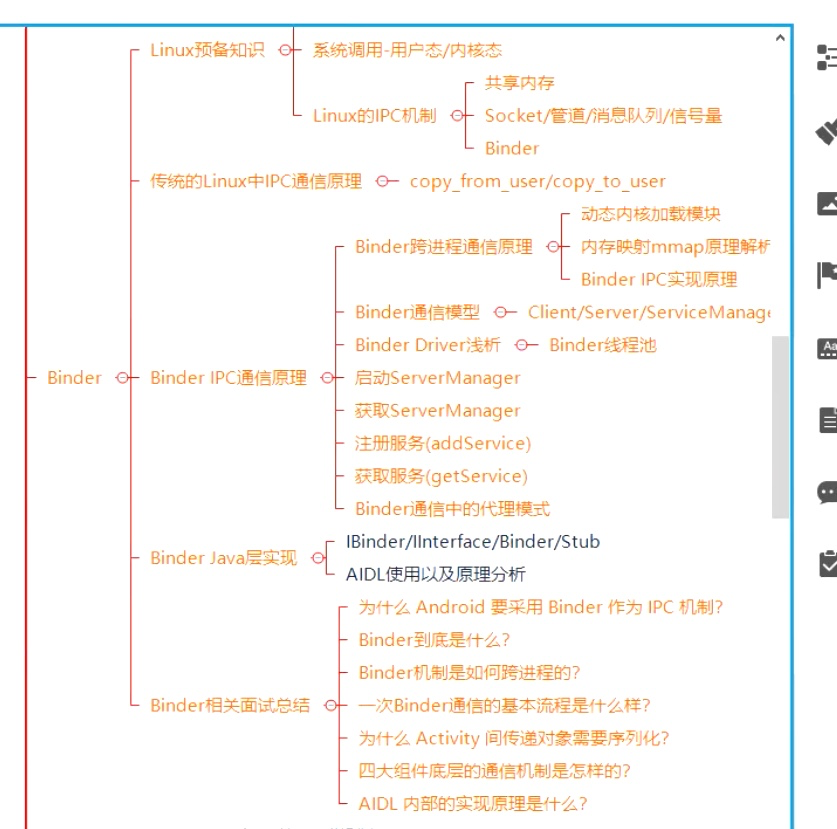 Linux预备知识
系统调用-用户态/内核态
Linux的IPC机制
共享内存
Socket/管道/消息队列/信号量
Binder
传统的Linux中IPC通信原理
copy_from_user/copy_to_user
Binder
Binder IPC通信原理
Binder跨进程通信原理
动态内核加载模块
内存映射mmap原理解析
Binder IPC实现原理
Binder通信模型
Client/Server/ServiceManage
Binder Driver浅析
Binder线程池
启动ServerManager
获取ServerManager
注册服务(addService)
获取服务(getService)
Binder通信中的代理模式
Binder Java层实现
IBinder/IInterface/Binder/Stub
AIDL使用以及原理分析
Binder相关面试总结
为什么 Android 要采用 Binder 作为 IPC 机制?
Binder到底是什么?
Binder机制是如何跨进程的?
一次Binder通信的基本流程是什么样?
为什么 Activity 间传递对象需要序列化?
四大组件底层的通信机制是怎样的?
AIDL 内部的实现原理是什么?
Aa